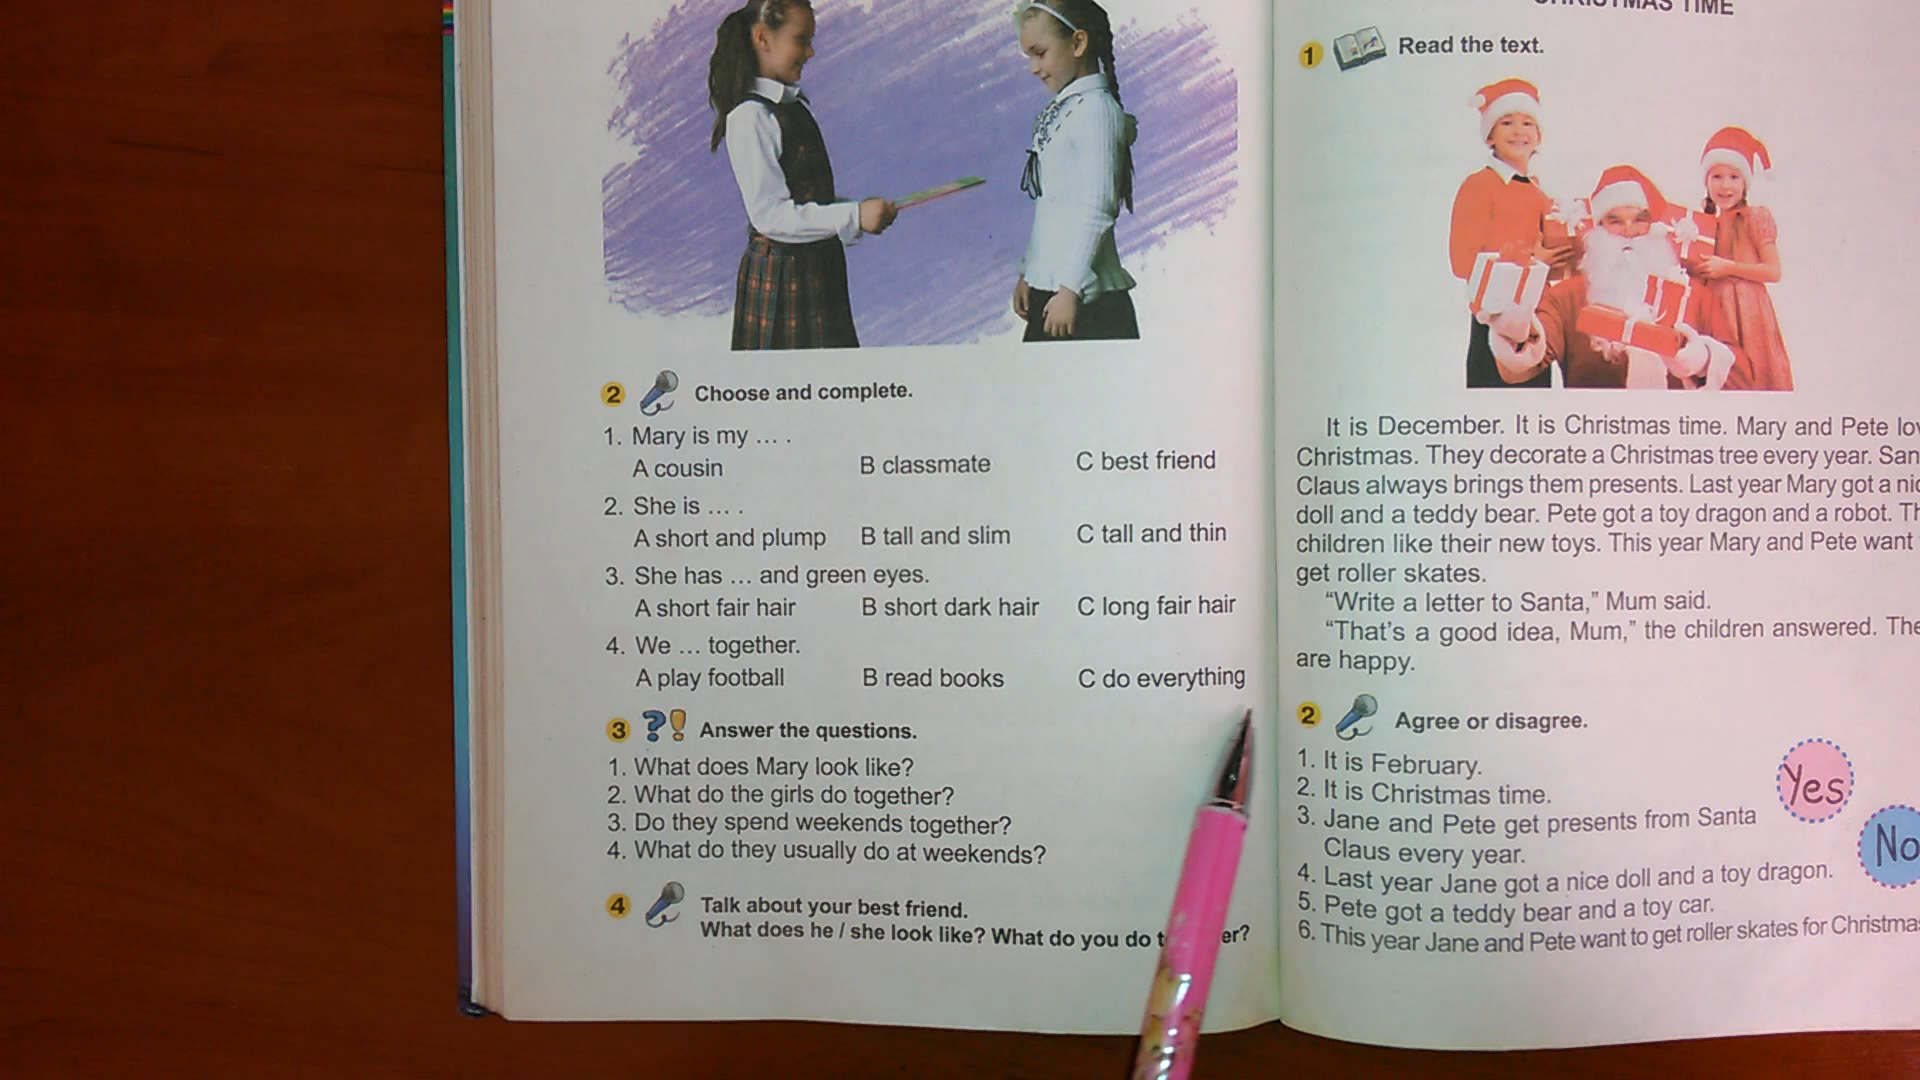 2 Choose and complete.
1. Mary is my ... .
A cousin B classmate C best friend
2. She is ... .
A short and plump B tall and slim C tall and thin
3. She has ... and green eyes.
A short fair hair B short dark hair C long fair hair
4. We ... together.
A play football B read books C do everything
3 ?! Answer the questions.
1. What does Mary look like?
2. What do the girls do together?
3. Do they spend weekends together?
4. What do they usually do at weekends?
4 Talk about your best friend.
What does he / she look like? What do you do
TIME
1 Read the text.
It is December. It is Christmas time. Mary and Pete
Christmas. They decorate a Christmas tree every year.
Claus always brings them presents. Last year Mary got a
doll and a teddy bear. Pete got a toy dragon and a robot.
children like their new toys. This year Mary and Pete want
get roller skates.
“Write a letter to Santa,” Mum said.
“That’s a good idea, Mum,” the children answered.
are happy.
2 Agree or disagree.
1. It is February.
2. It is Christmas time.
3. Jane and Pete get presents from Santa
Claus every year.
4. Last year Jane got a nice doll and a toy dragon.
5. Pete got a teddy bear and a toy car.
6. This year Jane and Pete want to get roller skates for
Yes
No